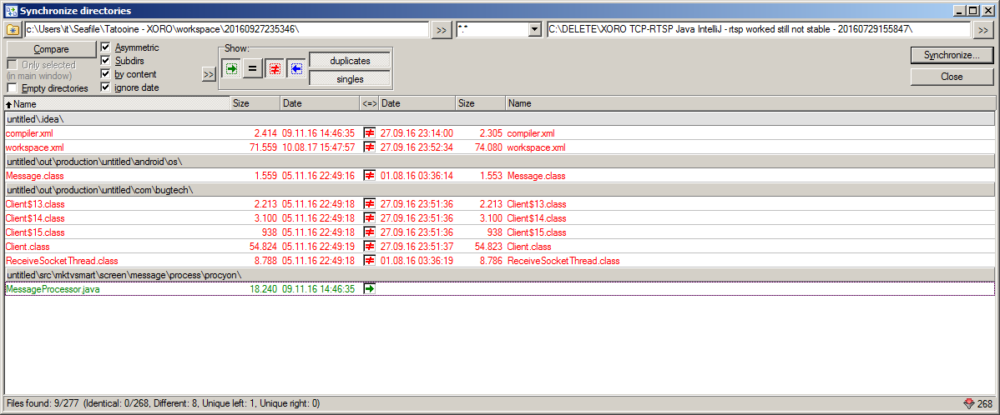 Synchronize directories
c:\Users\it\Seafile\Tatooine - XORO\workspace\20160927235346\ >> *.* C:\DELETE\XORO TCP-RTSP Java IntelliJ - rtsp worked still not stable - 20160729155847\ >>
Compare Asymmetric Show:
Only selected Subdirs duplicates Synchronize...
(in main window) by content >> = singles Close
Empty directories ignore date
Name Size Date <=> Date Size Name
untitled\.idea\
compiler.xml 2.414 09.11.16 14:46:35 ≠ 27.09.16 23:14:00 2.305 compiler.xml
workspace.xml 71.559 10.08.17 15:47:57 ≠ 27.09.16 23:52:34 74.080 workspace.xml
untitled\out\production\untitled\android\os\
Message.class 1.559 05.11.16 22:49:16 ≠ 01.08.16 03:36:14 1.553 Message.class
untitled\out\production\untitled\com\bugtech\
Client$13.class 2.213 05.11.16 22:49:18 ≠ 27.09.16 23:51:36 2.213 Client$13.class
Client$14.class 3.100 05.11.16 22:49:18 ≠ 27.09.16 23:51:36 3.100 Client$14.class
Client$15.class 938 05.11.16 22:49:18 ≠ 27.09.16 23:51:36 938 Client$15.class
Client.class 54.824 05.11.16 22:49:19 ≠ 27.09.16 23:51:37 54.823 Client.class
ReceiveSocketThread.class 8.788 05.11.16 22:49:18 ≠ 01.08.16 03:36:19 8.786 ReceiveSocketThread.class
untitled\src\mktvsmart\screen\message\process\procyon\
MessageProcessor.java 18.240 09.11.16 14:46:35
Files found: 9/277 (Identical: 0/268, Different: 8, Unique left: 1, Unique right: 0) 268